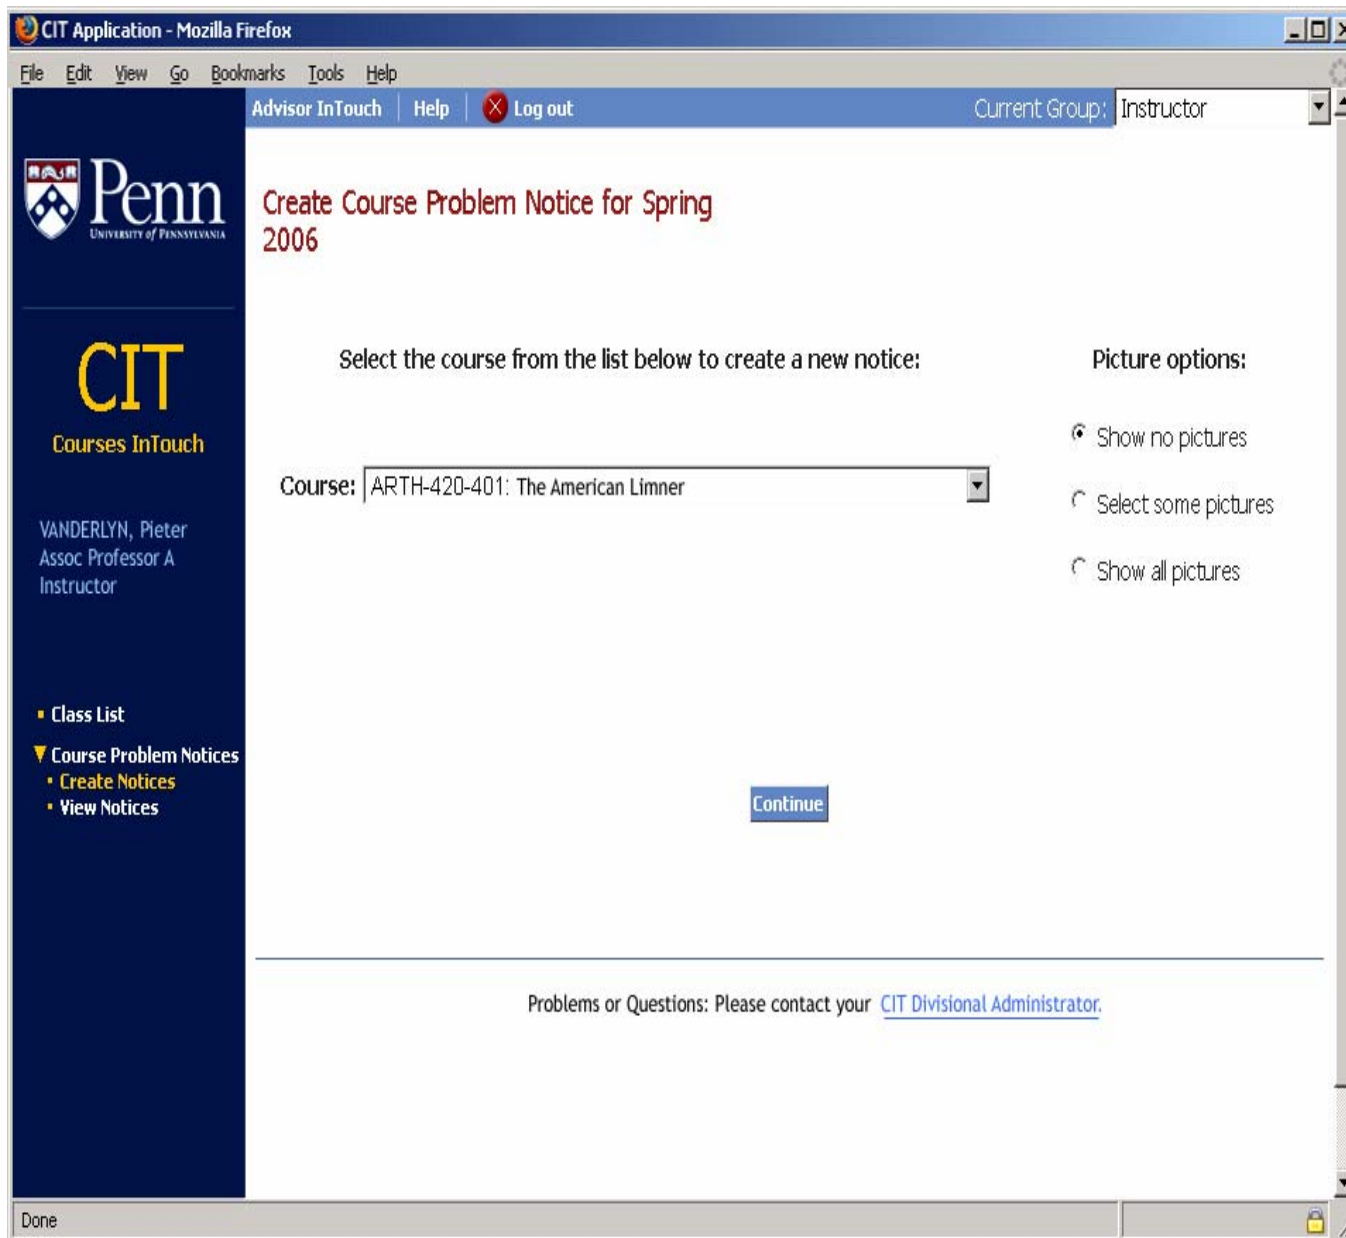 CIT Application - Mozilla Firefox
File Edit View Go Bookmarks Tools Help
Advisor InTouch Help Log out Current Group: Instructor
Penn
UNIVERSITY of PENNSYLVANIA
Create Course Problem Notice for Spring
2006
CIT
Courses InTouch
VANDERLYN, Pieter
Assoc Professor A
Instructor
Class List
Course Problem Notices
Create Notices
View Notices
Select the course from the list below to create a new notice:
Course: ARTH-420-401: The American Limner
Picture options:
Show no pictures
Select some pictures
Show all pictures
Continue
Problems or Questions: Please contact your CIT Divisional Administrator.
Done